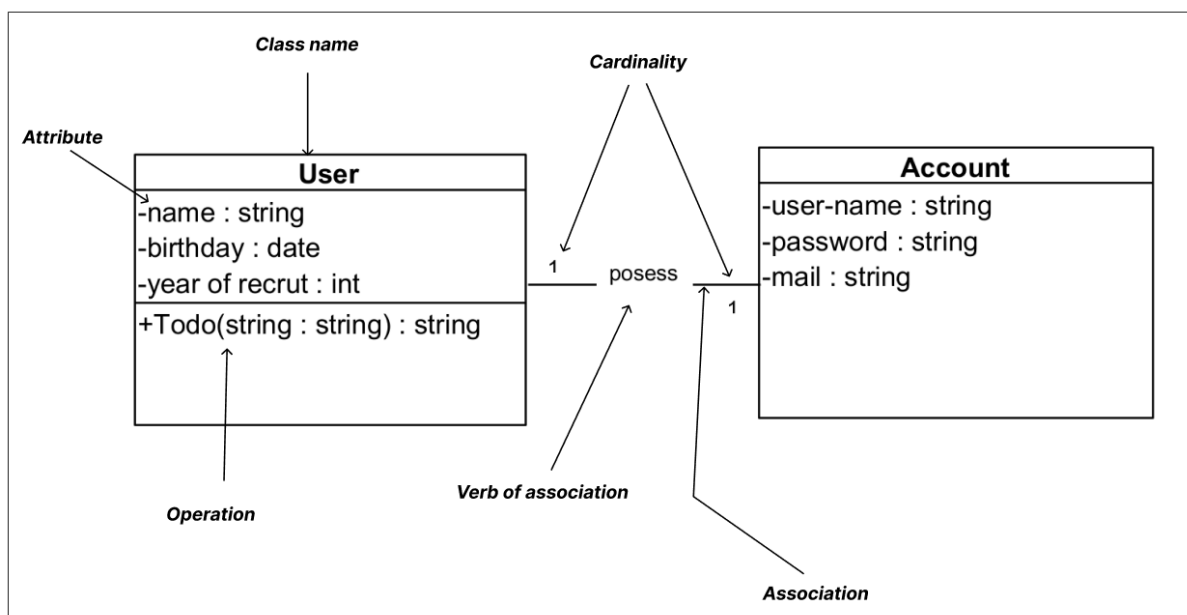 Class name
Cardinality
Attribute
User
-name : string
-birthday : date
-year of recrut : int
+Todo(string : string) : string
1
posess
1
Account
-user-name : string
-password : string
-mail : string
Operation
Verb of association
Association